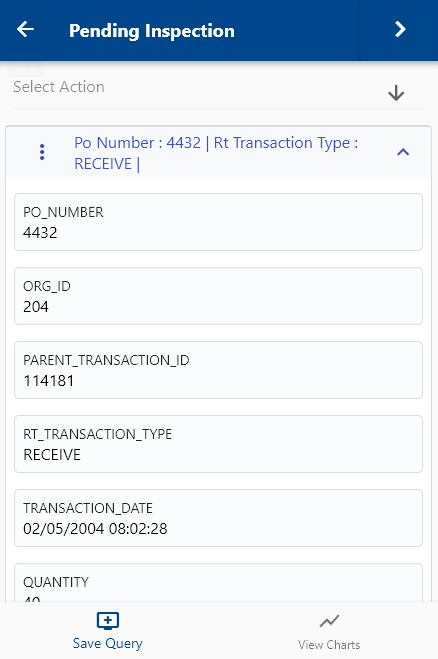 Pending Inspection
Select Action
Po Number : 4432 | Rt Transaction Type :
RECEIVE |
PO_NUMBER
4432
ORG_ID
204
PARENT_TRANSACTION_ID
114181
RT_TRANSACTION_TYPE
RECEIVE
TRANSACTION_DATE
02/05/2004 08:02:28
QUANTITY
40
Save Query
View Charts